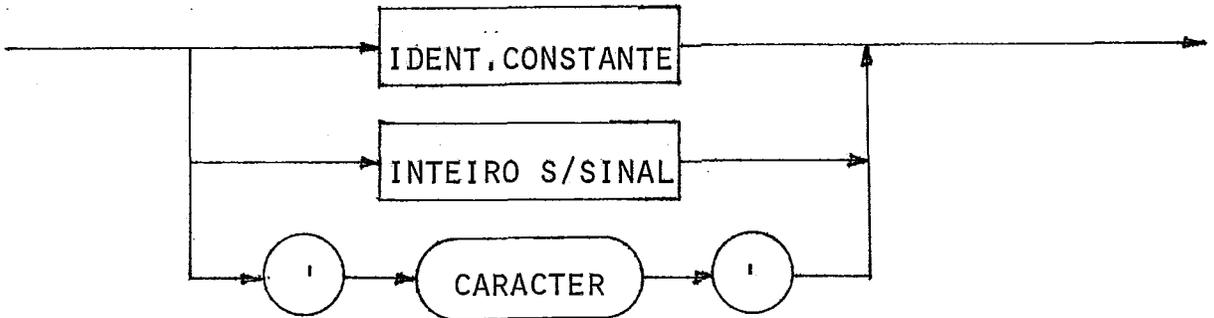 IDENT.CONSTANTE
INTEIRO S/SINAL
' CARACTER '